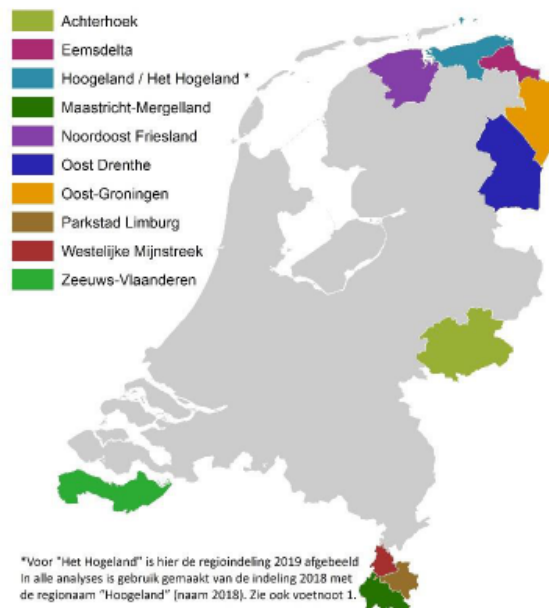 Achterhoek
Eemsdelta
Hoogeland / Het Hogeland *
Maastricht-Mergelland
Noordoost Friesland
Oost Drenthe
Oost-Groningen
Parkstad Limburg
Westelijke Mijnstreek
Zeeuws-Vlaanderen
*Voor "Het Hogeland" is hier de regioindeling 2019 afgebeeld
In alle analyses is gebruik gemaakt van de indeling 2018 met
de regionaam “Hoogeland” (naam 2018). Zie ook voetnoot 1.